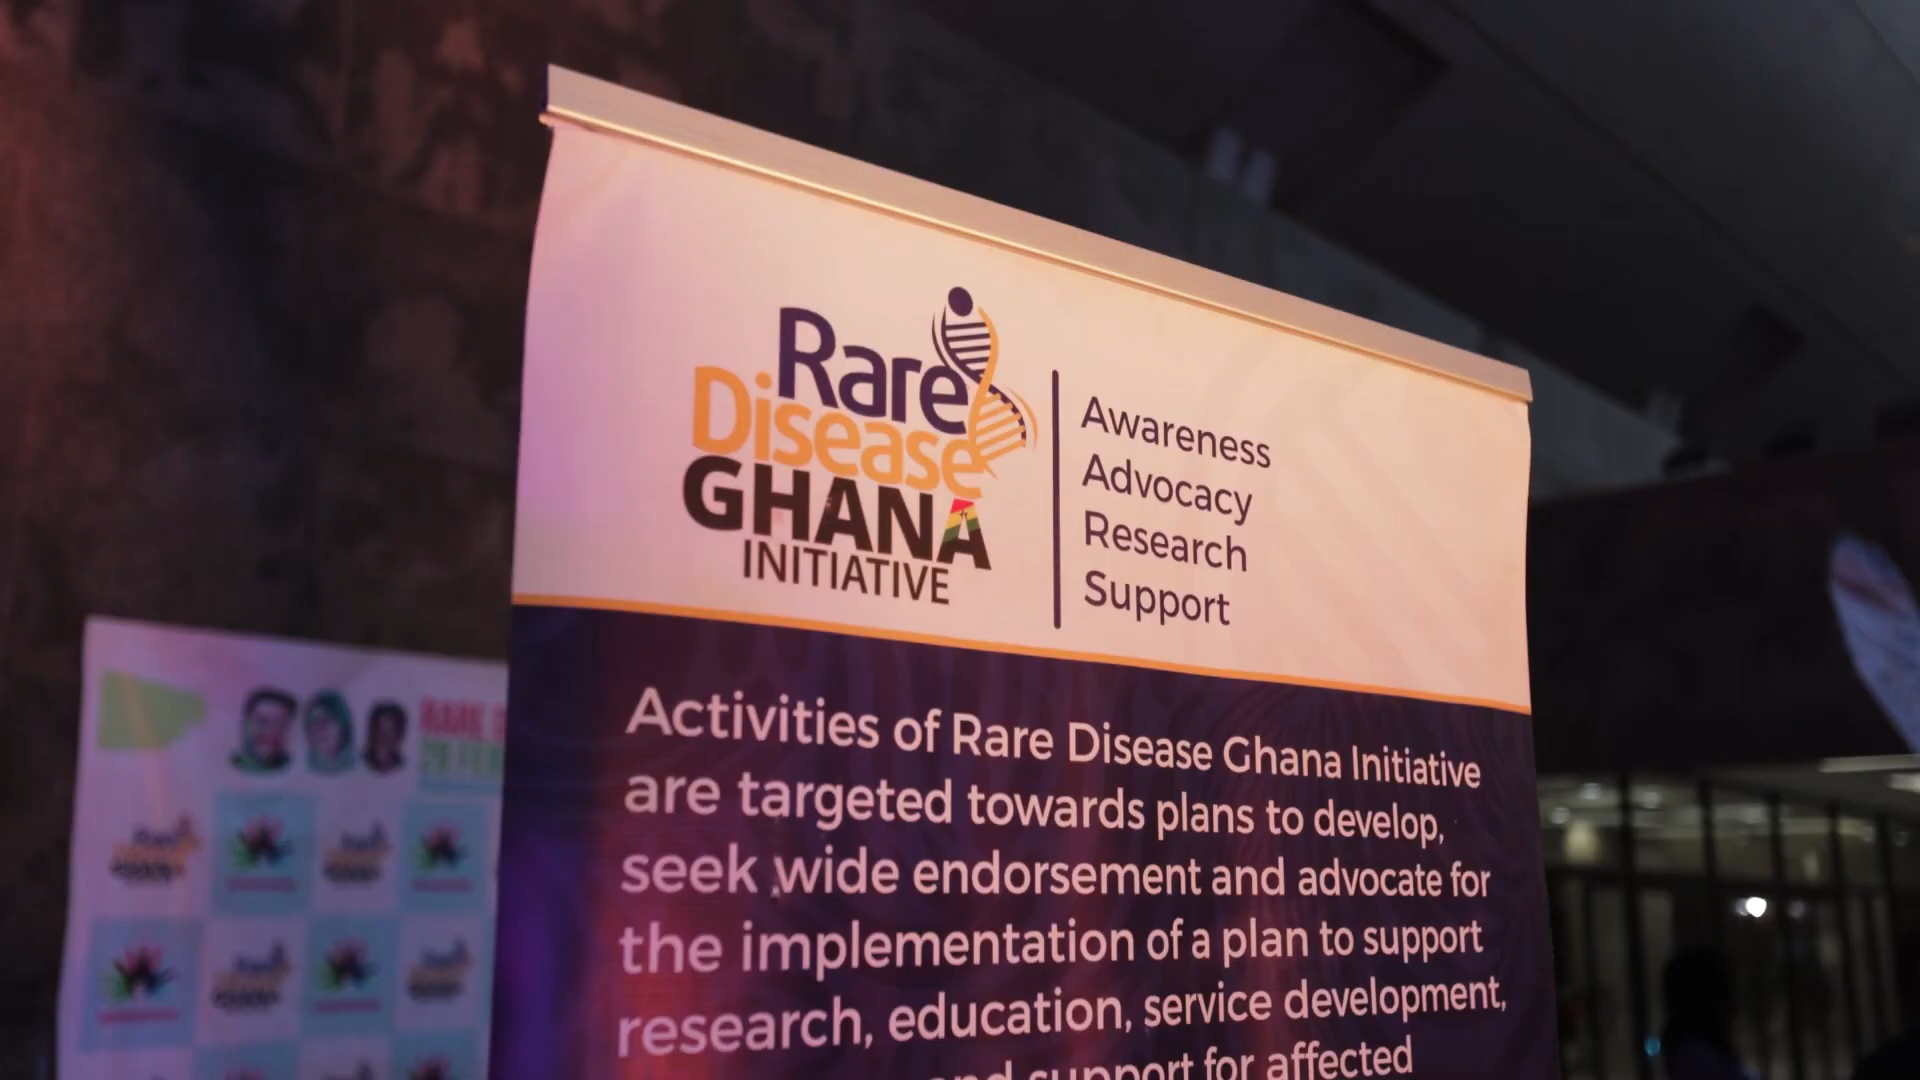 Rare
Disease
GHANA
INITIATIVE
Awareness
Advocacy
Research
Support
Activities of Rare Disease Ghana Initiative
are targeted towards plans to develop,
seek wide endorsement and advocate for
the implementation of a plan to support
research, education, service development,
and support for affected
RARE